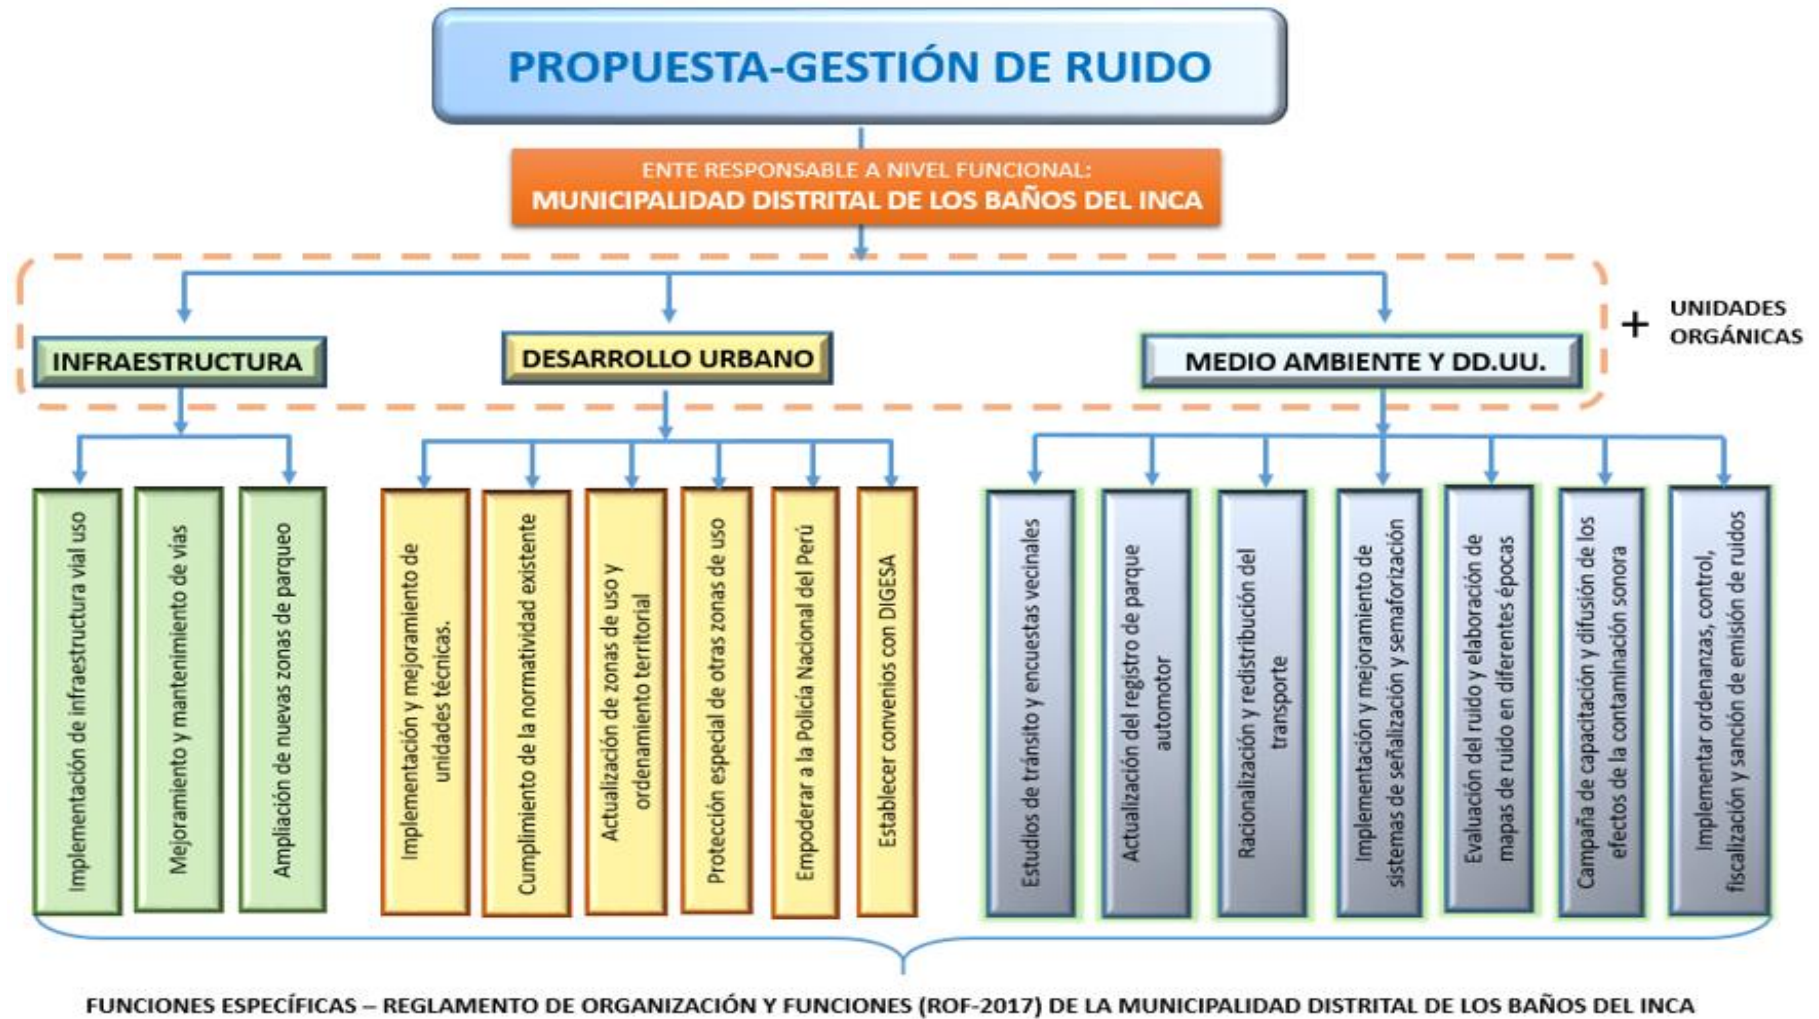 PROPUESTA-GESTIÓN DE RUIDO
ENTE RESPONSABLE A NIVEL FUNCIONAL:
MUNICIPALIDAD DISTRITAL DE LOS BAÑOS DEL INCA
+
UNIDADES
ORGÁNICAS
INFRAESTRUCTURA
DESARROLLO URBANO
MEDIO AMBIENTE Y DD.UU.
Implementación de infraestructura vial uso
Mejoramiento y mantenimiento de vías
Ampliación de nuevas zonas de parqueo
Implementación y mejoramiento de
unidades técnicas.
Cumplimiento de la normatividad existente
Actualización de zonas de uso y
ordenamiento territorial
Protección especial de otras zonas de uso
Empoderar a la Policía Nacional del Perú
Establecer convenios con DIGESA
Estudios de tránsito y encuestas vecinales
Actualización del registro de parque
automotor
Racionalización y redistribución del
transporte
Implementación y mejoramiento de
sistemas de señalización y semaforización
Evaluación del ruido y elaboración de
mapas de ruido en diferentes épocas
Campaña de capacitación y difusión de los
efectos de la contaminación sonora
Implementar ordenanzas, control,
fiscalización y sanción de emisión de ruidos
FUNCIONES ESPECÍFICAS – REGLAMENTO DE ORGANIZACIÓN Y FUNCIONES (ROF-2017) DE LA MUNICIPALIDAD DISTRITAL DE LOS BAÑOS DEL INCA